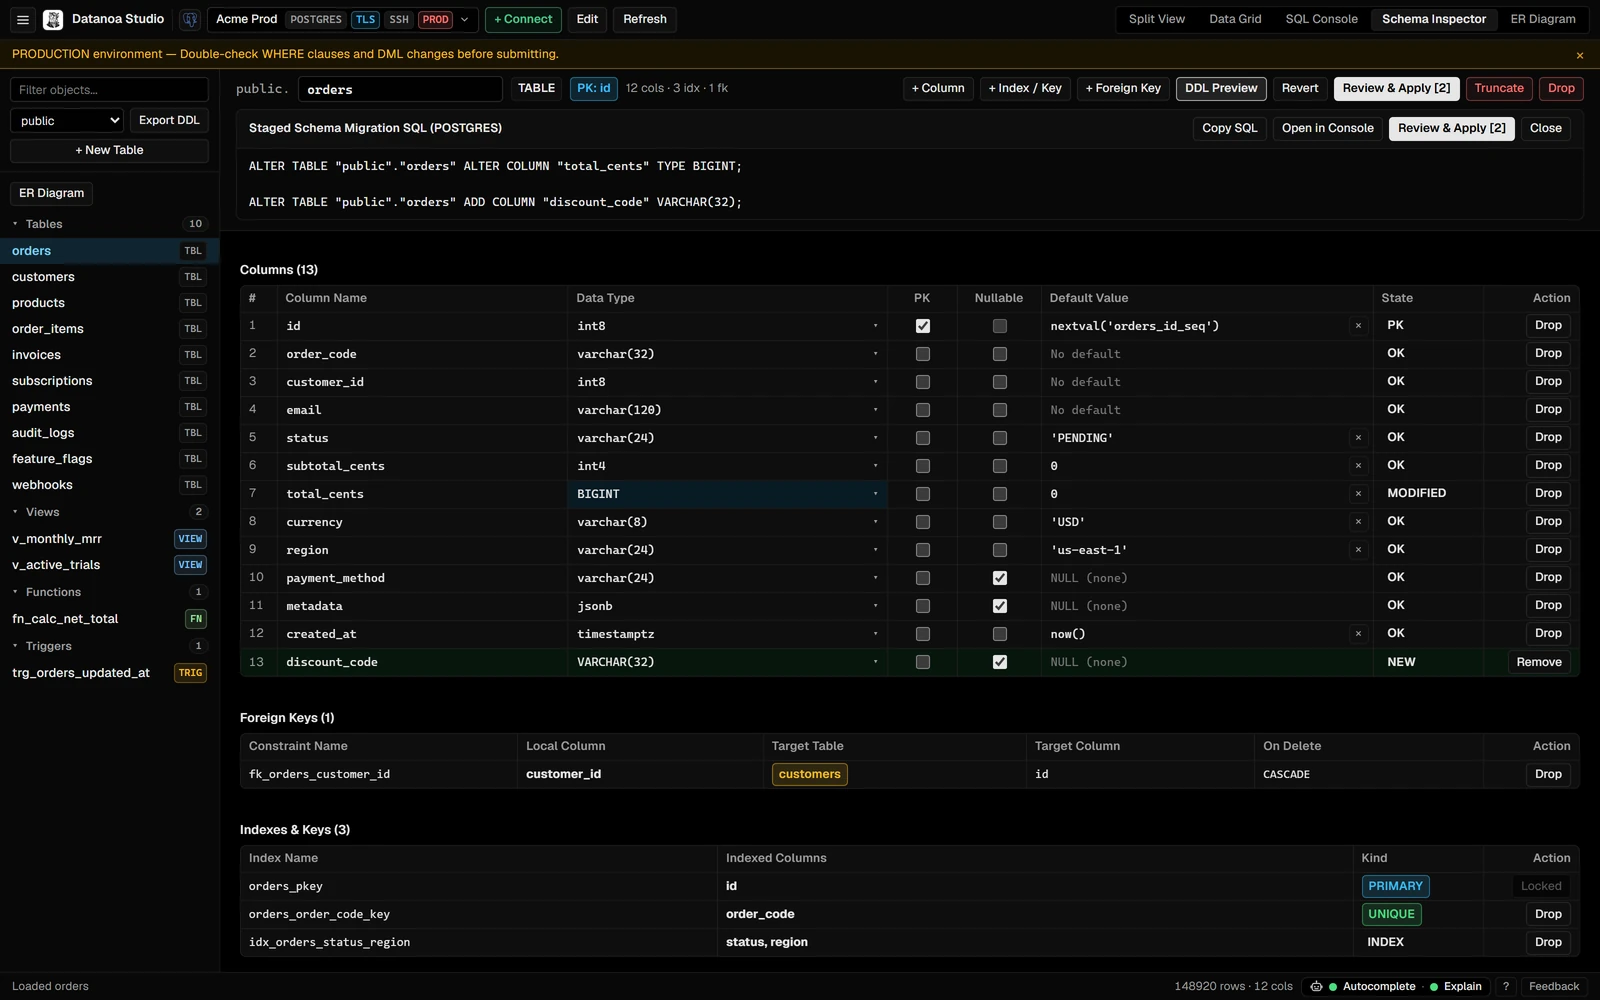 Datanoa Studio Acme Prod POSTGRES TLS SSH PROD + Connect Edit Refresh Split View Data Grid SQL Console Schema Inspector ER Diagram
PRODUCTION environment — Double-check WHERE clauses and DML changes before submitting. ×
Filter objects...
public Export DDL
+ New Table
ER Diagram
Tables 10
orders TBL
customers TBL
products TBL
order_items TBL
invoices TBL
subscriptions TBL
payments TBL
audit_logs TBL
feature_flags TBL
webhooks TBL
Views 2
v_monthly_mrr VIEW
v_active_trials VIEW
Functions 1
fn_calc_net_total FN
Triggers 1
trg_orders_updated_at TRIG
public. orders TABLE PK: id 12 cols · 3 idx · 1 fk + Column + Index / Key + Foreign Key DDL Preview Revert Review & Apply [2] Truncate Drop
Staged Schema Migration SQL (POSTGRES) Copy SQL Open in Console Review & Apply [2] Close
ALTER TABLE "public"."orders" ALTER COLUMN "total_cents" TYPE BIGINT;
ALTER TABLE "public"."orders" ADD COLUMN "discount_code" VARCHAR(32);
Columns (13)
# Column Name Data Type PK Nullable Default Value State Action
1 id int8 nextval('orders_id_seq') × PK Drop
2 order_code varchar(32) No default OK Drop
3 customer_id int8 No default OK Drop
4 email varchar(120) No default OK Drop
5 status varchar(24) 'PENDING' × OK Drop
6 subtotal_cents int4 0 × OK Drop
7 total_cents BIGINT 0 × MODIFIED Drop
8 currency varchar(8) 'USD' × OK Drop
9 region varchar(24) 'us-east-1' × OK Drop
10 payment_method varchar(24) NULL (none) OK Drop
11 metadata jsonb NULL (none) OK Drop
12 created_at timestamptz now() × OK Drop
13 discount_code VARCHAR(32) NULL (none) NEW Remove
Foreign Keys (1)
Constraint Name Local Column Target Table Target Column On Delete Action
fk_orders_customer_id customer_id customers id CASCADE Drop
Indexes & Keys (3)
Index Name Indexed Columns Kind Action
orders_pkey id PRIMARY Locked
orders_order_code_key order_code UNIQUE Drop
idx_orders_status_region status, region INDEX Drop
Loaded orders 148920 rows · 12 cols Autocomplete · Explain ? Feedback